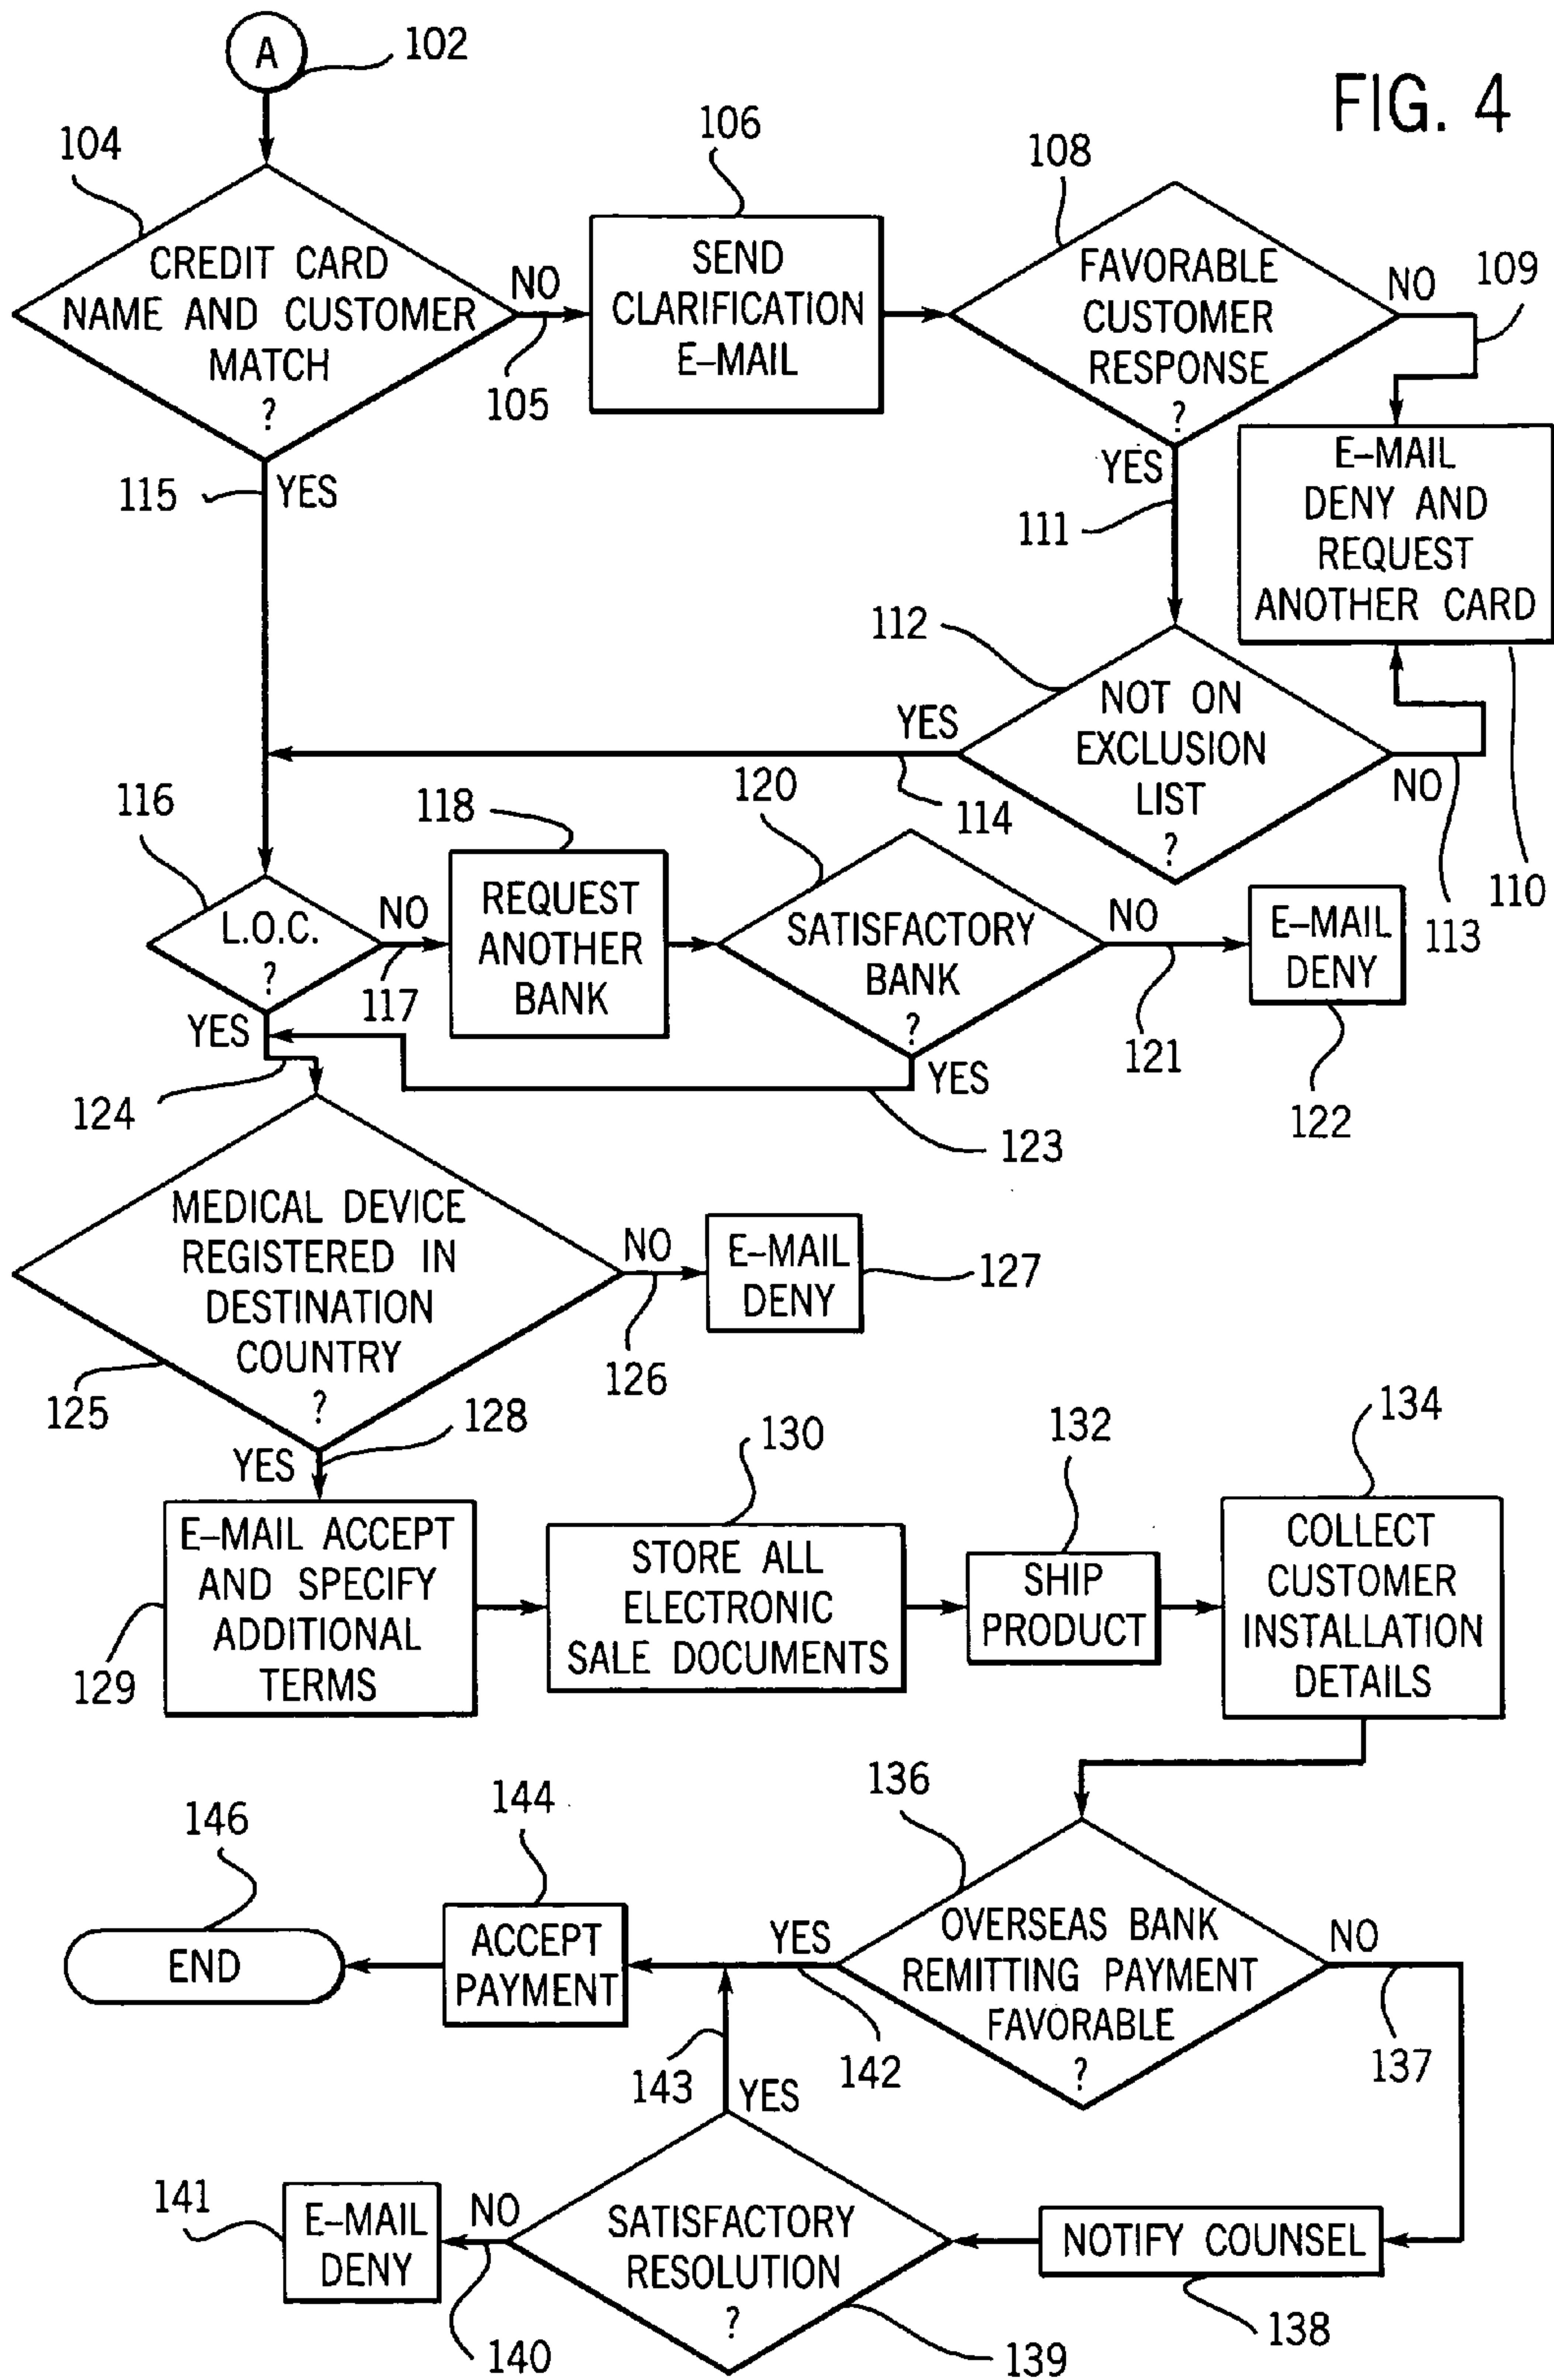 A
102
FIG. 4
104
106
108
CREDIT CARD
NAME AND CUSTOMER
MATCH
?
NO
105
SEND
CLARIFICATION
E–MAIL
FAVORABLE
CUSTOMER
RESPONSE
?
NO
109
115
YES
YES
111
E–MAIL
DENY AND
REQUEST
ANOTHER CARD
110
112
NOT ON
EXCLUSION
LIST
?
YES
114
NO
113
116
L.O.C.
?
NO
117
118
REQUEST
ANOTHER
BANK
120
SATISFACTORY
BANK
?
NO
121
E–MAIL
DENY
122
YES
124
YES
123
MEDICAL DEVICE
REGISTERED IN
DESTINATION
COUNTRY
?
125
NO
126
E–MAIL
DENY
127
YES
128
E–MAIL ACCEPT
AND SPECIFY
ADDITIONAL
TERMS
129
130
STORE ALL
ELECTRONIC
SALE DOCUMENTS
132
SHIP
PRODUCT
134
COLLECT
CUSTOMER
INSTALLATION
DETAILS
136
OVERSEAS BANK
REMITTING PAYMENT
FAVORABLE
?
NO
137
YES
142
144
ACCEPT
PAYMENT
146
END
143
YES
SATISFACTORY
RESOLUTION
?
139
NOTIFY COUNSEL
138
NO
140
E–MAIL
DENY
141